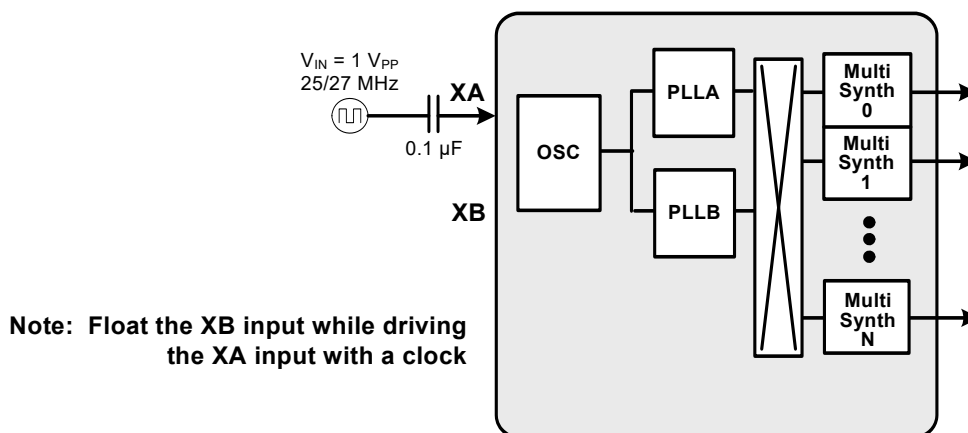 V_IN = 1 V_PP
25/27 MHz
XA
0.1 µF
XB
OSC
PLLA
PLLB
Multi
Synth
0
Multi
Synth
1
Multi
Synth
N
Note: Float the XB input while driving
the XA input with a clock